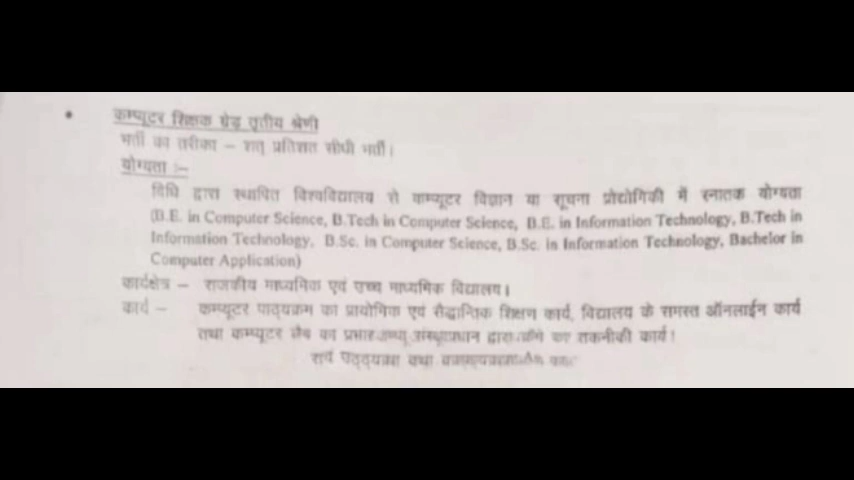 कम्प्यूटर शिक्षक ग्रेड तृतीय श्रेणी
भर्ती का तरीका – शत् प्रतिशत सीधी भर्ती।
योग्यता :–
विधि द्वारा स्थापित विश्वविद्यालय से कम्प्यूटर विज्ञान या सूचना प्रोद्योगिकी में स्नातक योग्यता
(B.E. in Computer Science, B.Tech in Computer Science, B.E. in Information Technology, B.Tech in
Information Technology, B.Sc. in Computer Science, B.Sc. in Information Technology, Bachelor in
Computer Application)
कार्यक्षेत्र – राजकीय माध्यमिक एवं उच्च माध्यमिक विद्यालय।
कार्य – कम्प्यूटर पाठ्यक्रम का प्रायोगिक एवं सैद्धान्तिक शिक्षण कार्य, विद्यालय के समस्त ऑनलाईन कार्य
तथा कम्प्यूटर लैब का प्रभार द्वारा तकनीकी कार्य।